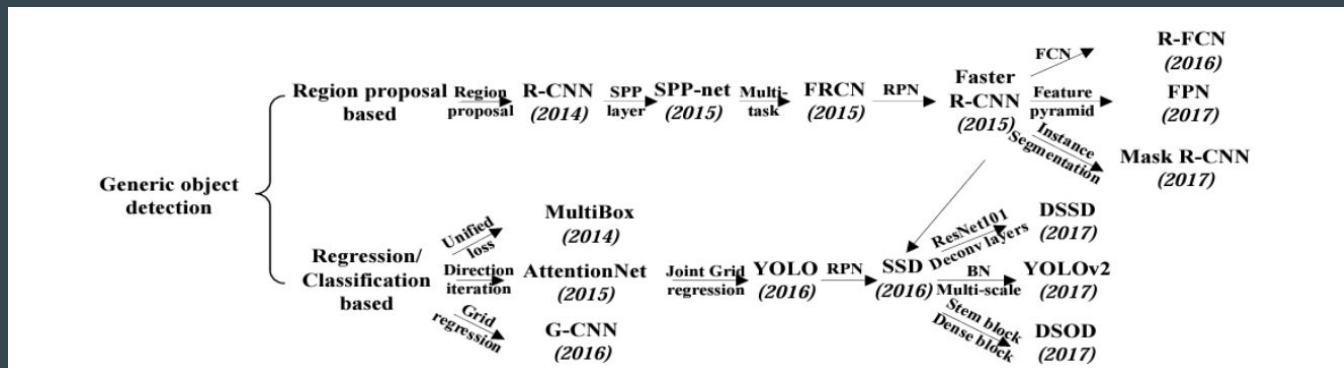 Generic object
detection
Region proposal
based
Region
proposal
R-CNN
(2014)
SPP
layer
SPP-net
(2015)
Multi-
task
FRCN
(2015)
RPN
Faster
R-CNN
(2015)
FCN
R-FCN
(2016)
Feature
pyramid
FPN
(2017)
Instance
Segmentation
Mask R-CNN
(2017)
Regression/
Classification
based
Unified
loss
MultiBox
(2014)
Direction
iteration
AttentionNet
(2015)
Grid
regression
G-CNN
(2016)
Joint Grid
regression
YOLO
(2016)
RPN
SSD
(2016)
ResNet101
Deconv layers
DSSD
(2017)
BN
Multi-scale
YOLOv2
(2017)
Stem block
Dense block
DSOD
(2017)